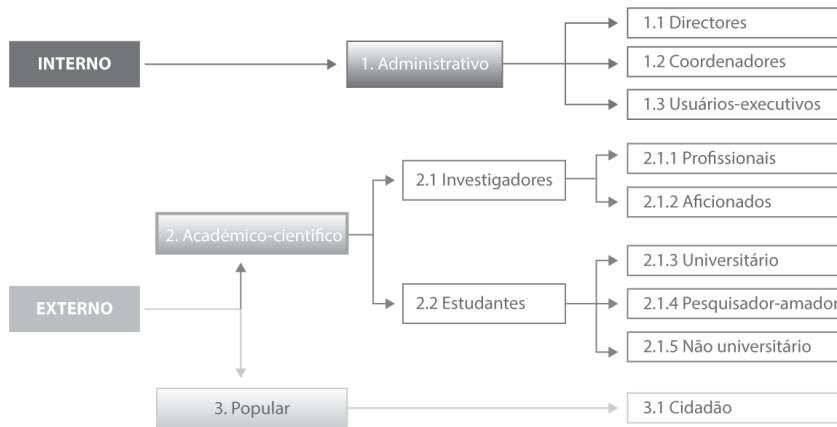 INTERNO
1. Administrativo
1.1 Directores
1.2 Coordenadores
1.3 Usuários-executivos
EXTERNO
2. Académico-cientifico
2.1 Investigadores
2.1.1 Profissionais
2.1.2 Aficionados
2.2 Estudantes
2.1.3 Universitário
2.1.4 Pesquisador-amador
2.1.5 Não universitário
3. Popular
3.1 Cidadão